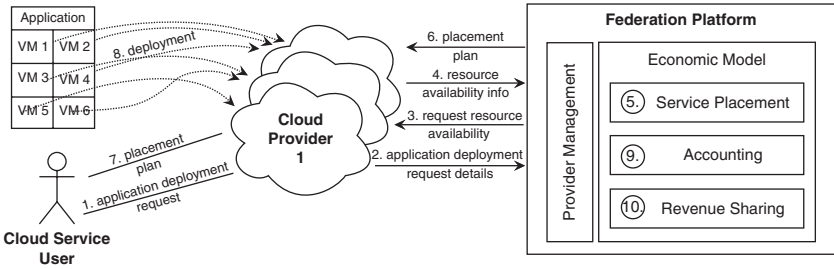 Application
VM 1
VM 2
VM 3
VM 4
VM 5
VM 6
8. deployment
Cloud
Provider
1
7. placement
plan
1. application deployment
request
Cloud Service
User
6. placement
plan
4. resource
availability info
3. request resource
availability
2. application deployment
request details
Federation Platform
Provider Management
Economic Model
5. Service Placement
9. Accounting
10. Revenue Sharing